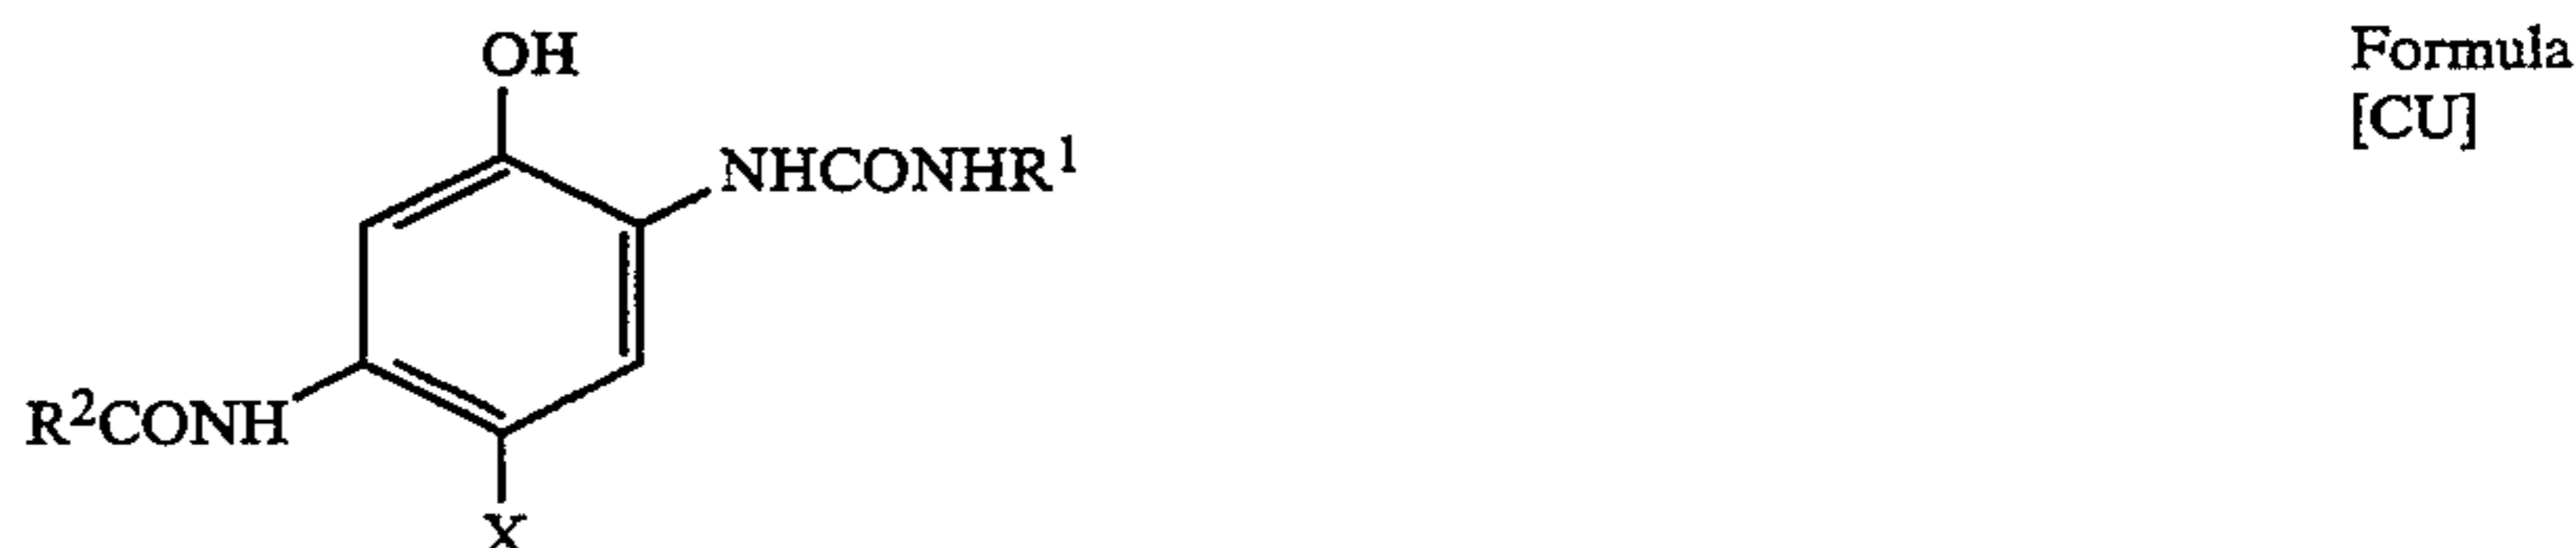 OH
Formula
[CU]
NHCONHR¹
R²CONH
X